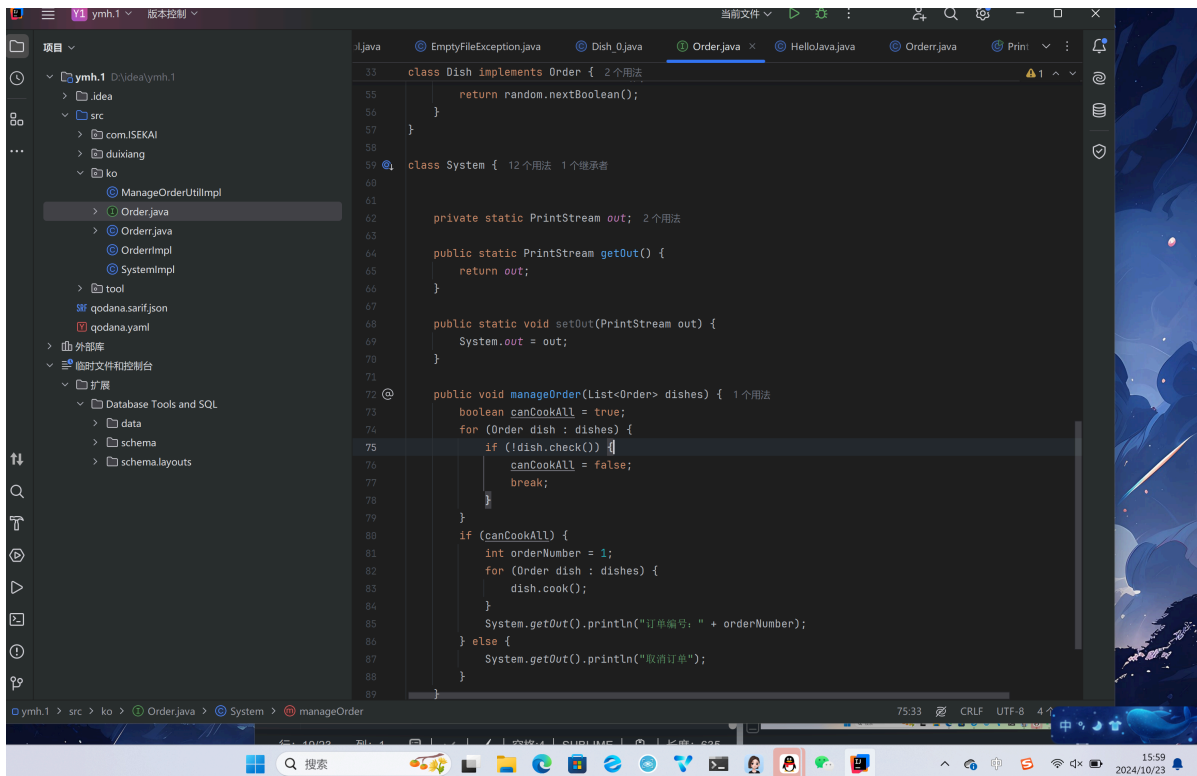 Y1 ymh.1 版本控制 当前文件
项目
ymh.1 D:\idea\ymh.1
.idea
src
com.ISEKAI
duixiang
ko
ManageOrderUtilImpl
Order.java
Orderr.java
OrderrImpl
SystemImpl
tool
qodana.sarif.json
qodana.yaml
外部库
临时文件和控制台
扩展
Database Tools and SQL
data
schema
schema.layouts
ol.java EmptyFileException.java Dish_0.java Order.java HelloJava.java Orderr.java Print
33 class Dish implements Order { 2个用法
1
55 return random.nextBoolean();
56 }
57 }
58
59 class System { 12个用法 1个继承者
60
61
62 private static PrintStream out; 2个用法
63
64 public static PrintStream getOut() {
65 return out;
66 }
67
68 public static void setOut(PrintStream out) {
69 System.out = out;
70 }
71
72 public void manageOrder(List<Order> dishes) { 1个用法
73 boolean canCookAll = true;
74 for (Order dish : dishes) {
75 if (!dish.check()) {
76 canCookAll = false;
77 break;
78 }
79 }
80 if (canCookAll) {
81 int orderNumber = 1;
82 for (Order dish : dishes) {
83 dish.cook();
84 }
85 System.getOut().println("订单编号：" + orderNumber);
86 } else {
87 System.getOut().println("取消订单");
88 }
89 }
ymh.1 > src > ko > Order.java > System > manageOrder 75:33 CRLF UTF-8 4个
中
搜索
中
15:59
2024/10/23